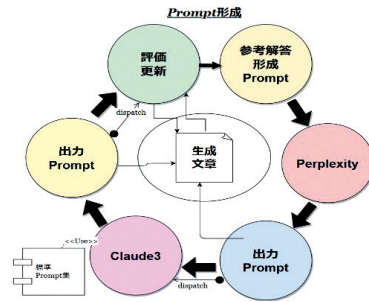 Prompt形成
評価
更新
参考解答
形成
Prompt
dispatch
出力
Prompt
生成
文章
Perplexity
<<Use>>
Claude3
標準
Prompt集
出力
Prompt
dispatch